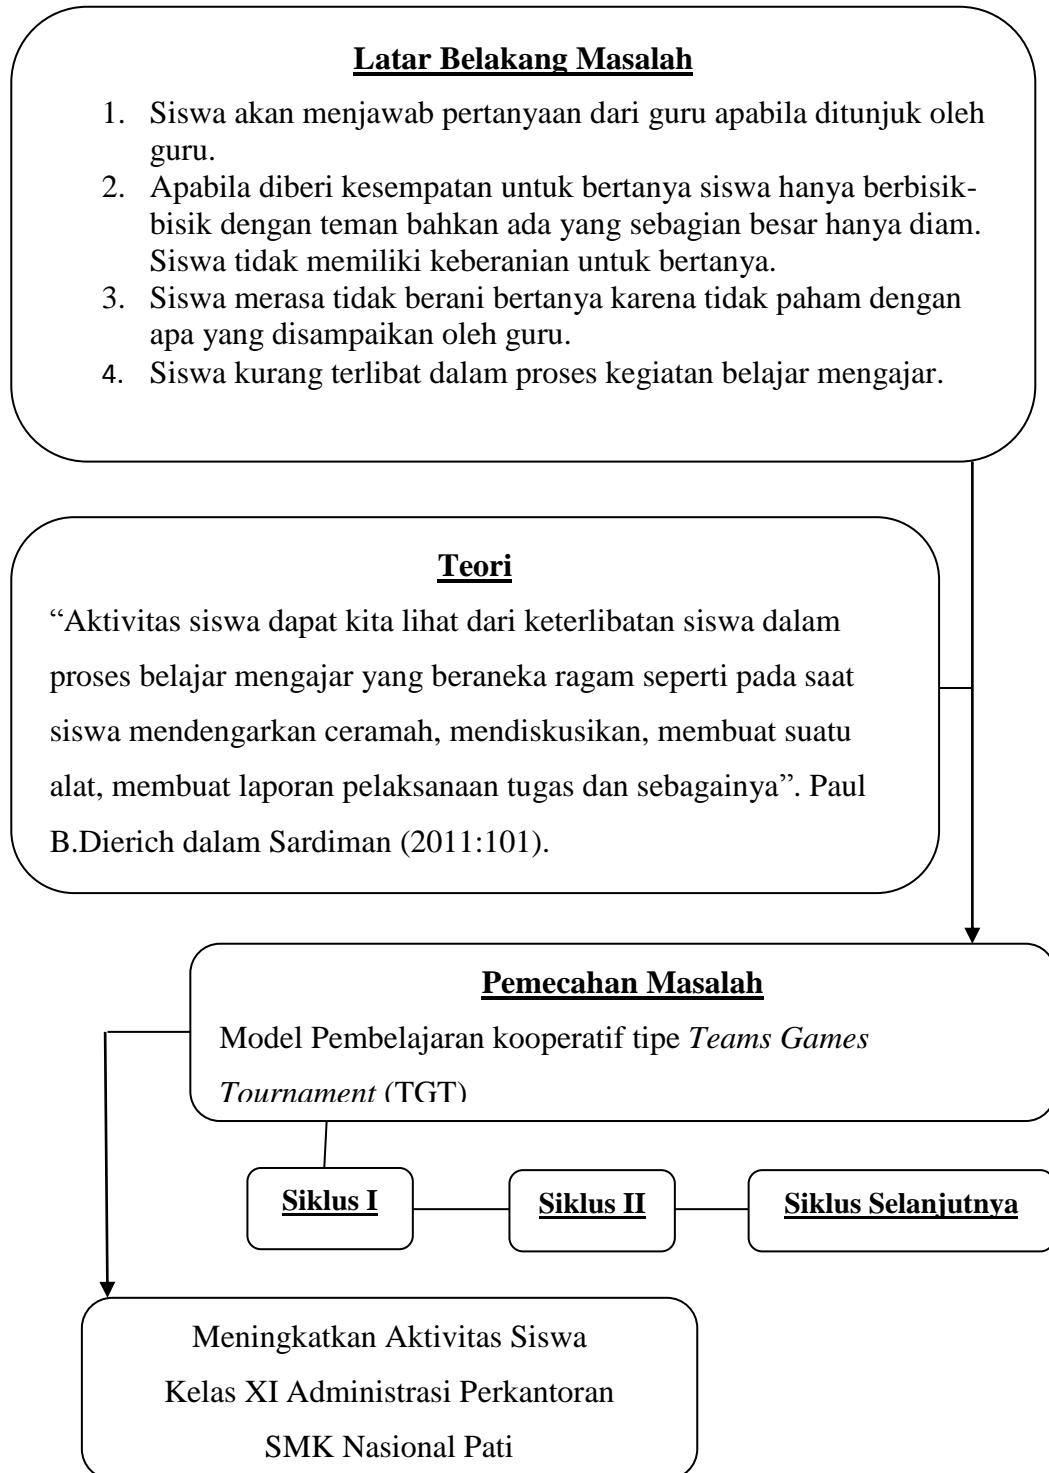 Latar Belakang Masalah
1. Siswa akan menjawab pertanyaan dari guru apabila ditunjuk oleh
guru.
2. Apabila diberi kesempatan untuk bertanya siswa hanya berbisik-
bisik dengan teman bahkan ada yang sebagian besar hanya diam.
Siswa tidak memiliki keberanian untuk bertanya.
3. Siswa merasa tidak berani bertanya karena tidak paham dengan
apa yang disampaikan oleh guru.
4. Siswa kurang terlibat dalam proses kegiatan belajar mengajar.
Teori
“Aktivitas siswa dapat kita lihat dari keterlibatan siswa dalam
proses belajar mengajar yang beraneka ragam seperti pada saat
siswa mendengarkan ceramah, mendiskusikan, membuat suatu
alat, membuat laporan pelaksanaan tugas dan sebagainya”. Paul
B.Dierich dalam Sardiman (2011:101).
Pemecahan Masalah
Model Pembelajaran kooperatif tipe Teams Games
Tournament (TGT)
Siklus I
Siklus II
Siklus Selanjutnya
Meningkatkan Aktivitas Siswa
Kelas XI Administrasi Perkantoran
SMK Nasional Pati